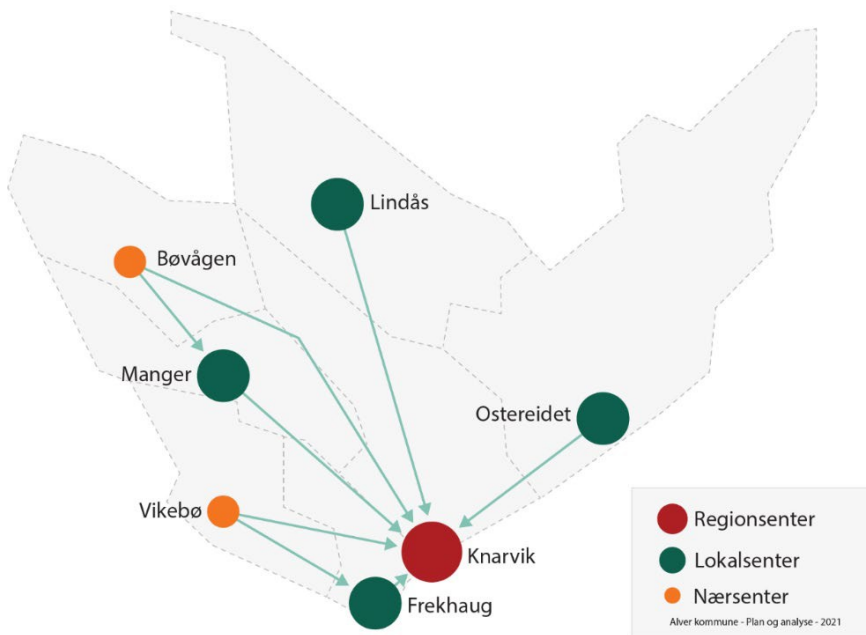 Lindås
Bøvågen
Manger
Ostereidet
Vikebø
Knarvik
Frekhaug
Regionsenter
Lokalsenter
Nærsenter
Alver kommune - Plan og analyse - 2021